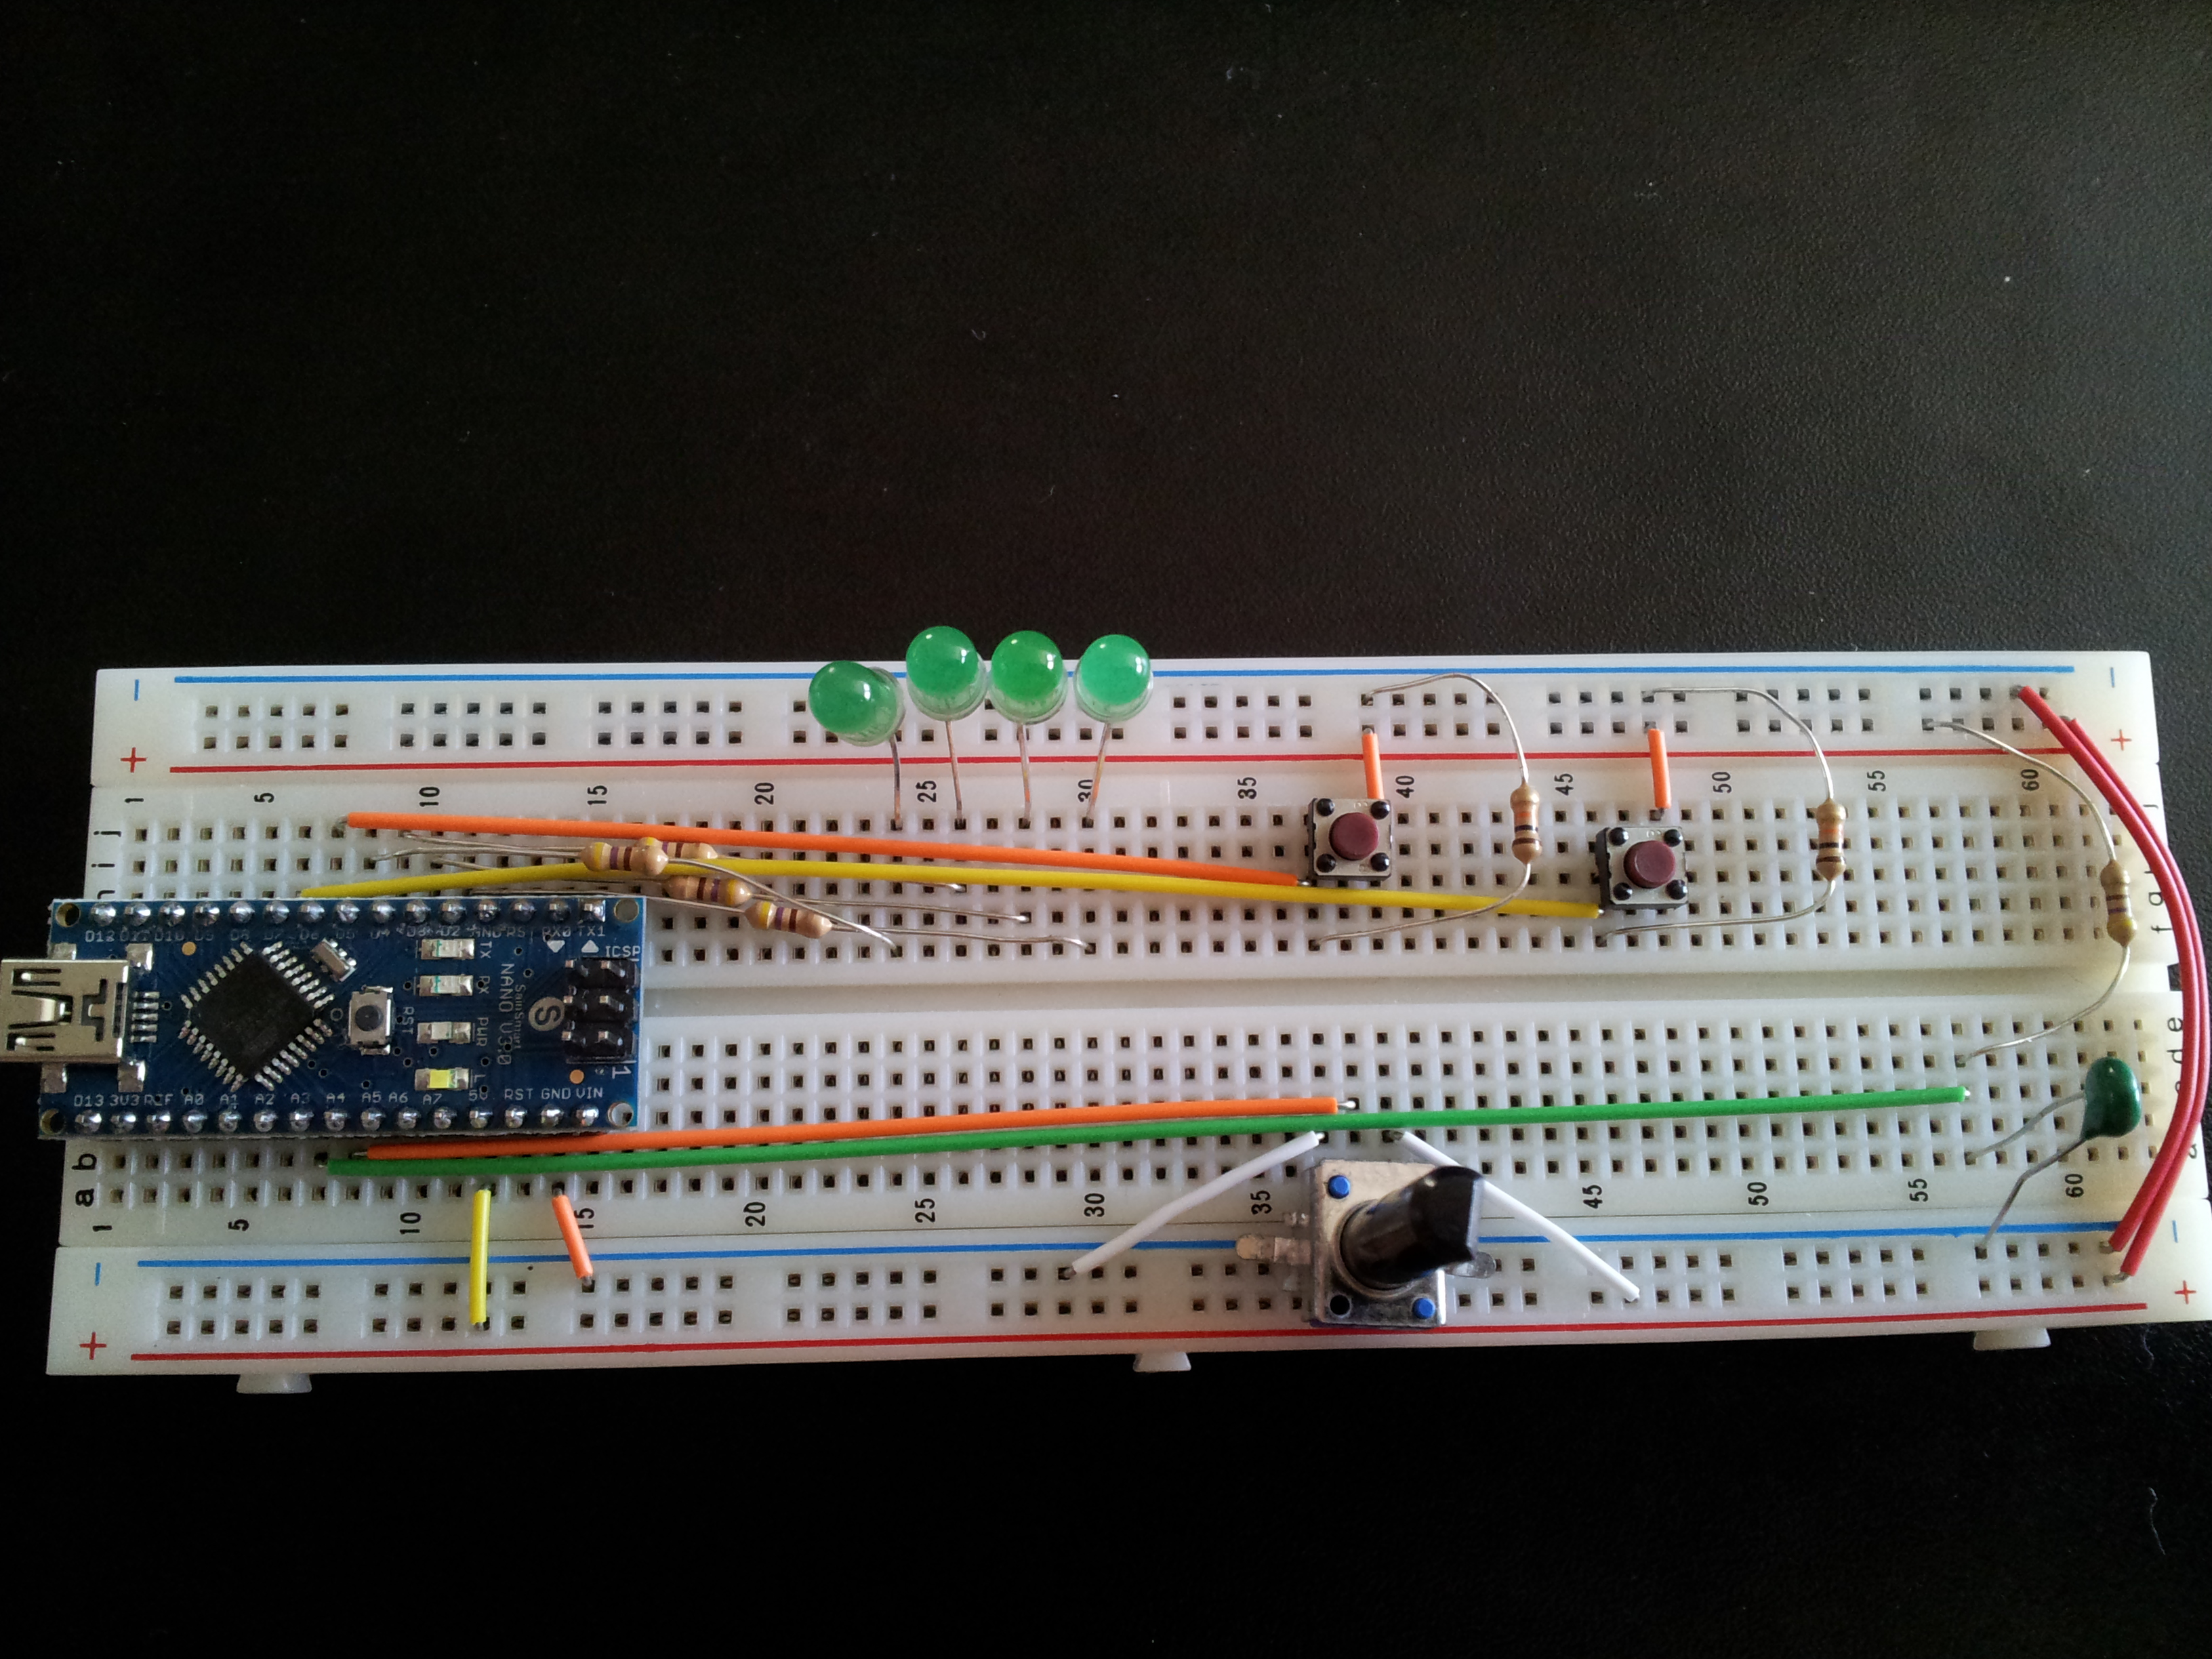 - -
+ +
1 5 10 15 20 25 30 35 40 45 50 55 60
j j
i
h
g
f f
D12 D11 D10 D9 D8 D7 D6 D5 D4 D3 D2 GND RST RX0 TX1
TX
RX
RST
PWR
L
ICSP
1
SainSmart
NANO V3.0
S
D13 3V3 REF A0 A1 A2 A3 A4 A5 A6 A7 5V RST GND VIN
e
d
b
a a
1 5 10 15 20 25 30 35 45 50 55 60
- -
+ +